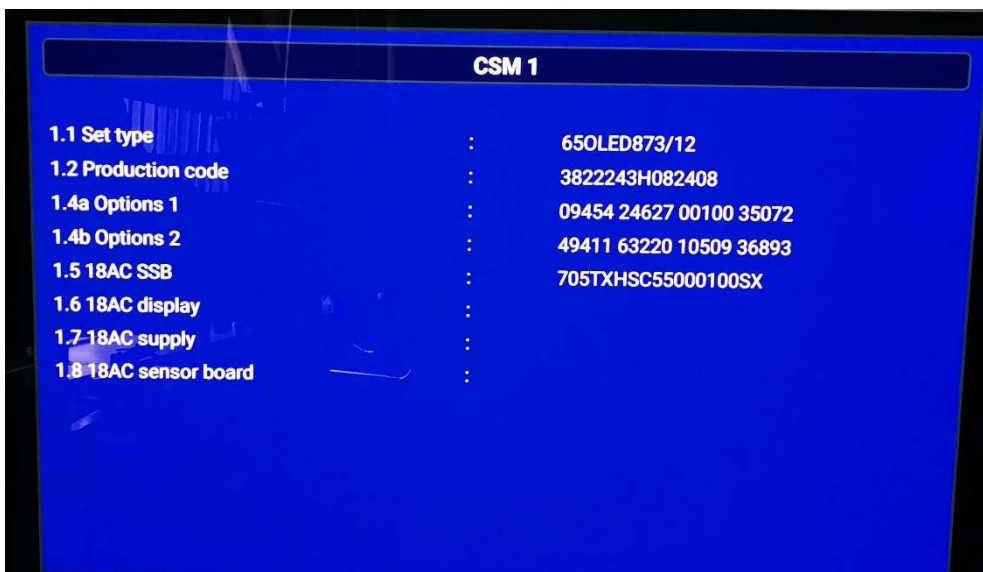 CSM 1
1.1 Set type : 65OLED873/12
1.2 Production code : 3822243H082408
1.4a Options 1 : 09454 24627 00100 35072
1.4b Options 2 : 49411 63220 10509 36893
1.5 18AC SSB : 705TXHSC55000100SX
1.6 18AC display :
1.7 18AC supply :
1.8 18AC sensor board :